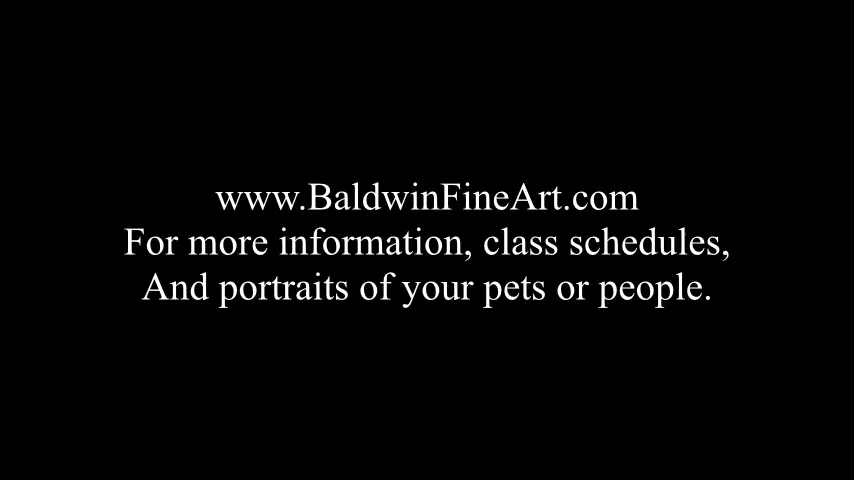 www.BaldwinFineArt.com
For more information, class schedules,
And portraits of your pets or people.